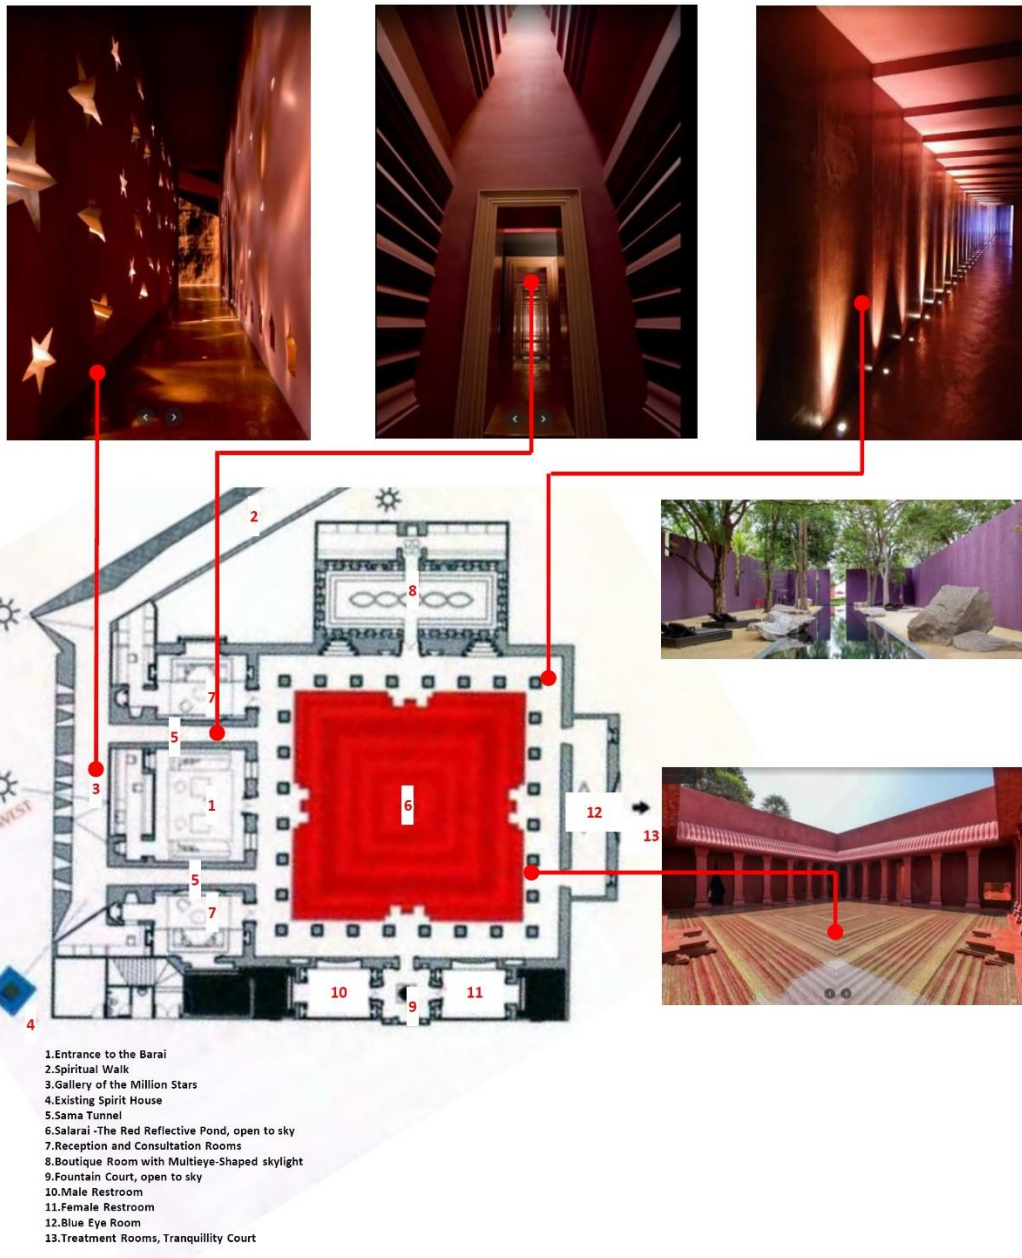 2
8
7
5
3
1
6
12
13
WEST
5
7
10
11
9
4
1.Entrance to the Barai
2.Spiritual Walk
3.Gallery of the Million Stars
4.Existing Spirit House
5.Sama Tunnel
6.Salarai -The Red Reflective Pond, open to sky
7.Reception and Consultation Rooms
8.Boutique Room with Multieye-Shaped skylight
9.Fountain Court, open to sky
10.Male Restroom
11.Female Restroom
12.Blue Eye Room
13.Treatment Rooms, Tranquillity Court